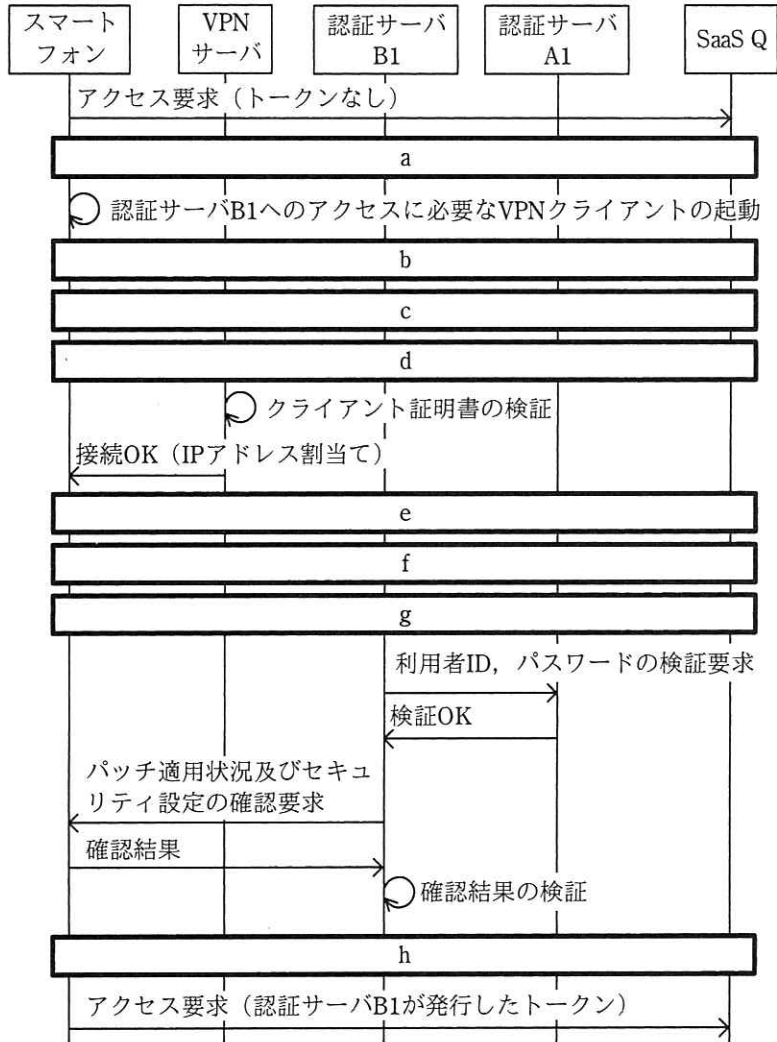 スマート
フォン
VPN
サーバ
認証サーバ
B1
認証サーバ
A1
SaaS Q
アクセス要求（トークンなし）
a
認証サーバB1へのアクセスに必要なVPNクライアントの起動
b
c
d
クライアント証明書の検証
接続OK（IPアドレス割当て）
e
f
g
利用者ID，パスワードの検証要求
検証OK
パッチ適用状況及びセキュ
リティ設定の確認要求
確認結果
確認結果の検証
h
アクセス要求（認証サーバB1が発行したトークン）